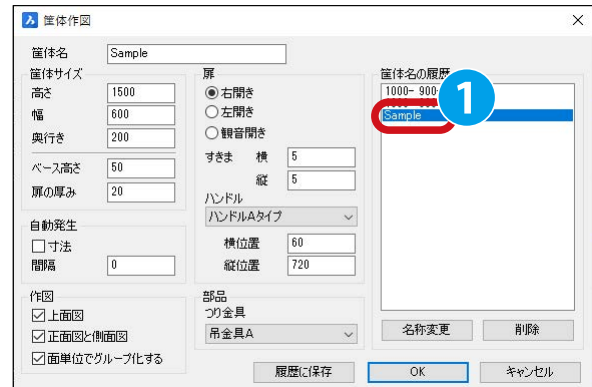 筐体作図
筐体名 Sample
筐体サイズ
高さ 1500
幅 600
奥行き 200
ベース高さ 50
扉の厚み 20
自動発生
寸法
間隔 0
作図
上面図
正面図と側面図
面単位でグループ化する
扉
右開き
左開き
観音開き
すきま 横 5
縦 5
ハンドル
ハンドルAタイプ
横位置 60
縦位置 720
部品
つり金具
吊金具A
筐体名の履歴
1000- 900-
Sample
1
名称変更 削除
履歴に保存 OK キャンセル